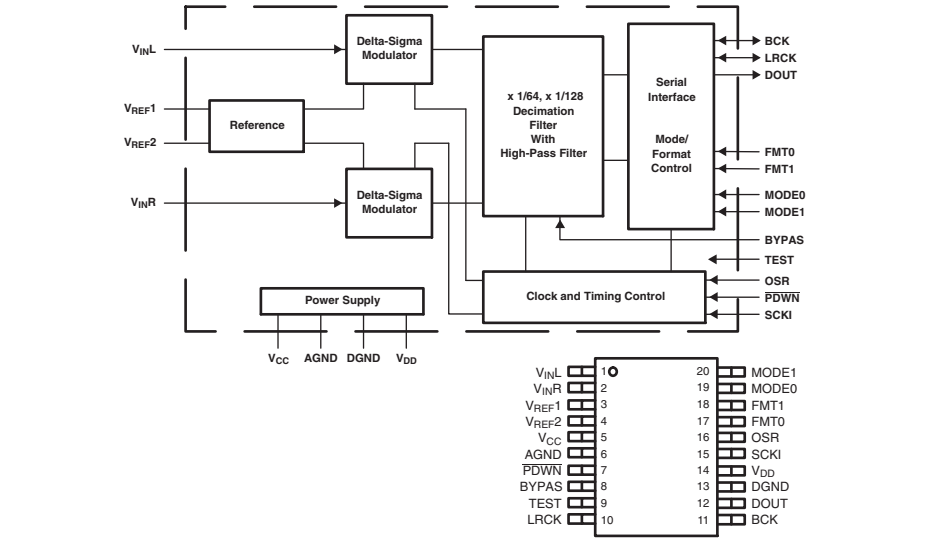 VINL
Delta-Sigma
Modulator
VREF1
VREF2
Reference
VINR
Delta-Sigma
Modulator
x 1/64, x 1/128
Decimation
Filter
With
High-Pass Filter
Serial
Interface
Mode/
Format
Control
BCK
LRCK
DOUT
FMT0
FMT1
MODE0
MODE1
BYPAS
TEST
OSR
PDWN
SCKI
Clock and Timing Control
Power Supply
VCC
AGND
DGND
VDD
VINL 1 20 MODE1
VINR 2 19 MODE0
VREF1 3 18 FMT1
VREF2 4 17 FMT0
VCC 5 16 OSR
AGND 6 15 SCKI
PDWN 7 14 VDD
BYPAS 8 13 DGND
TEST 9 12 DOUT
LRCK 10 11 BCK